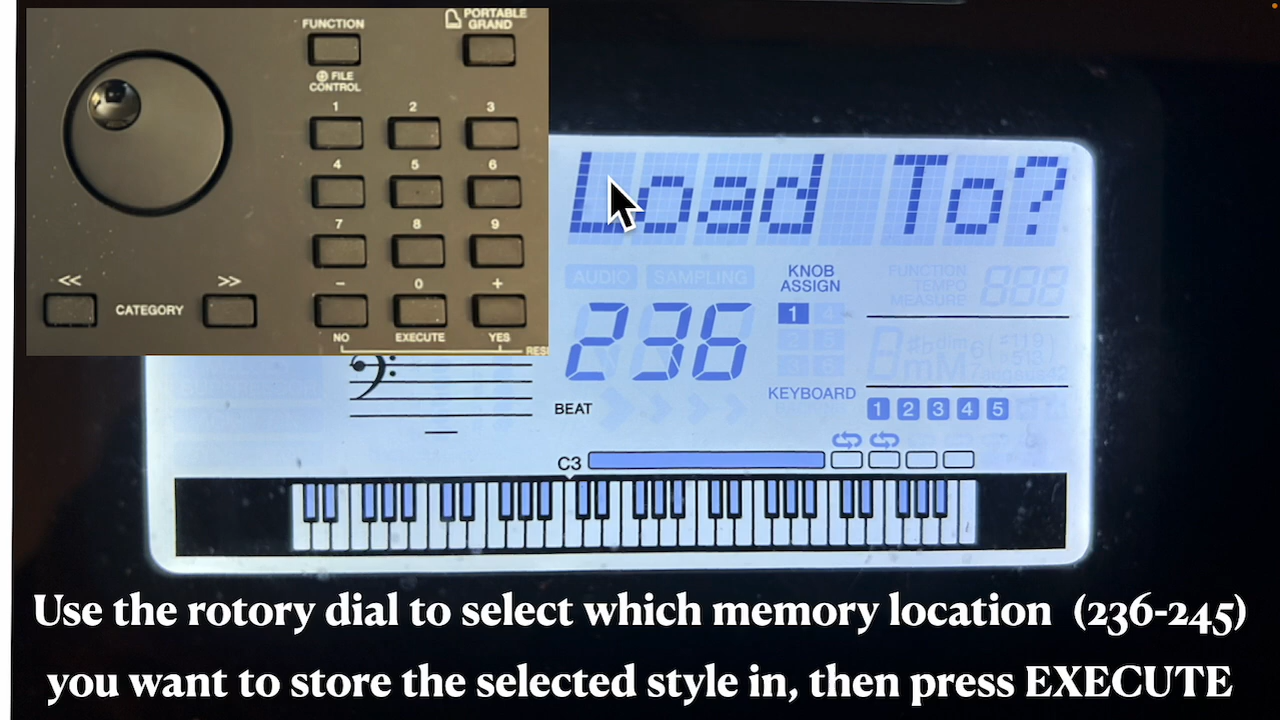 FUNCTION
PORTABLE
GRAND
FILE
CONTROL
1 2 3
4 5 6
7 8 9
- 0 +
<< CATEGORY >>
NO EXECUTE YES
Load To?
AUDIO SAMPLING
KNOB
ASSIGN
FUNCTION
TEMPO
MEASURE
1 4
236
KEYBOARD
BEAT
1 2 3 4 5
C3
Use the rotory dial to select which memory location (236-245)
you want to store the selected style in, then press EXECUTE